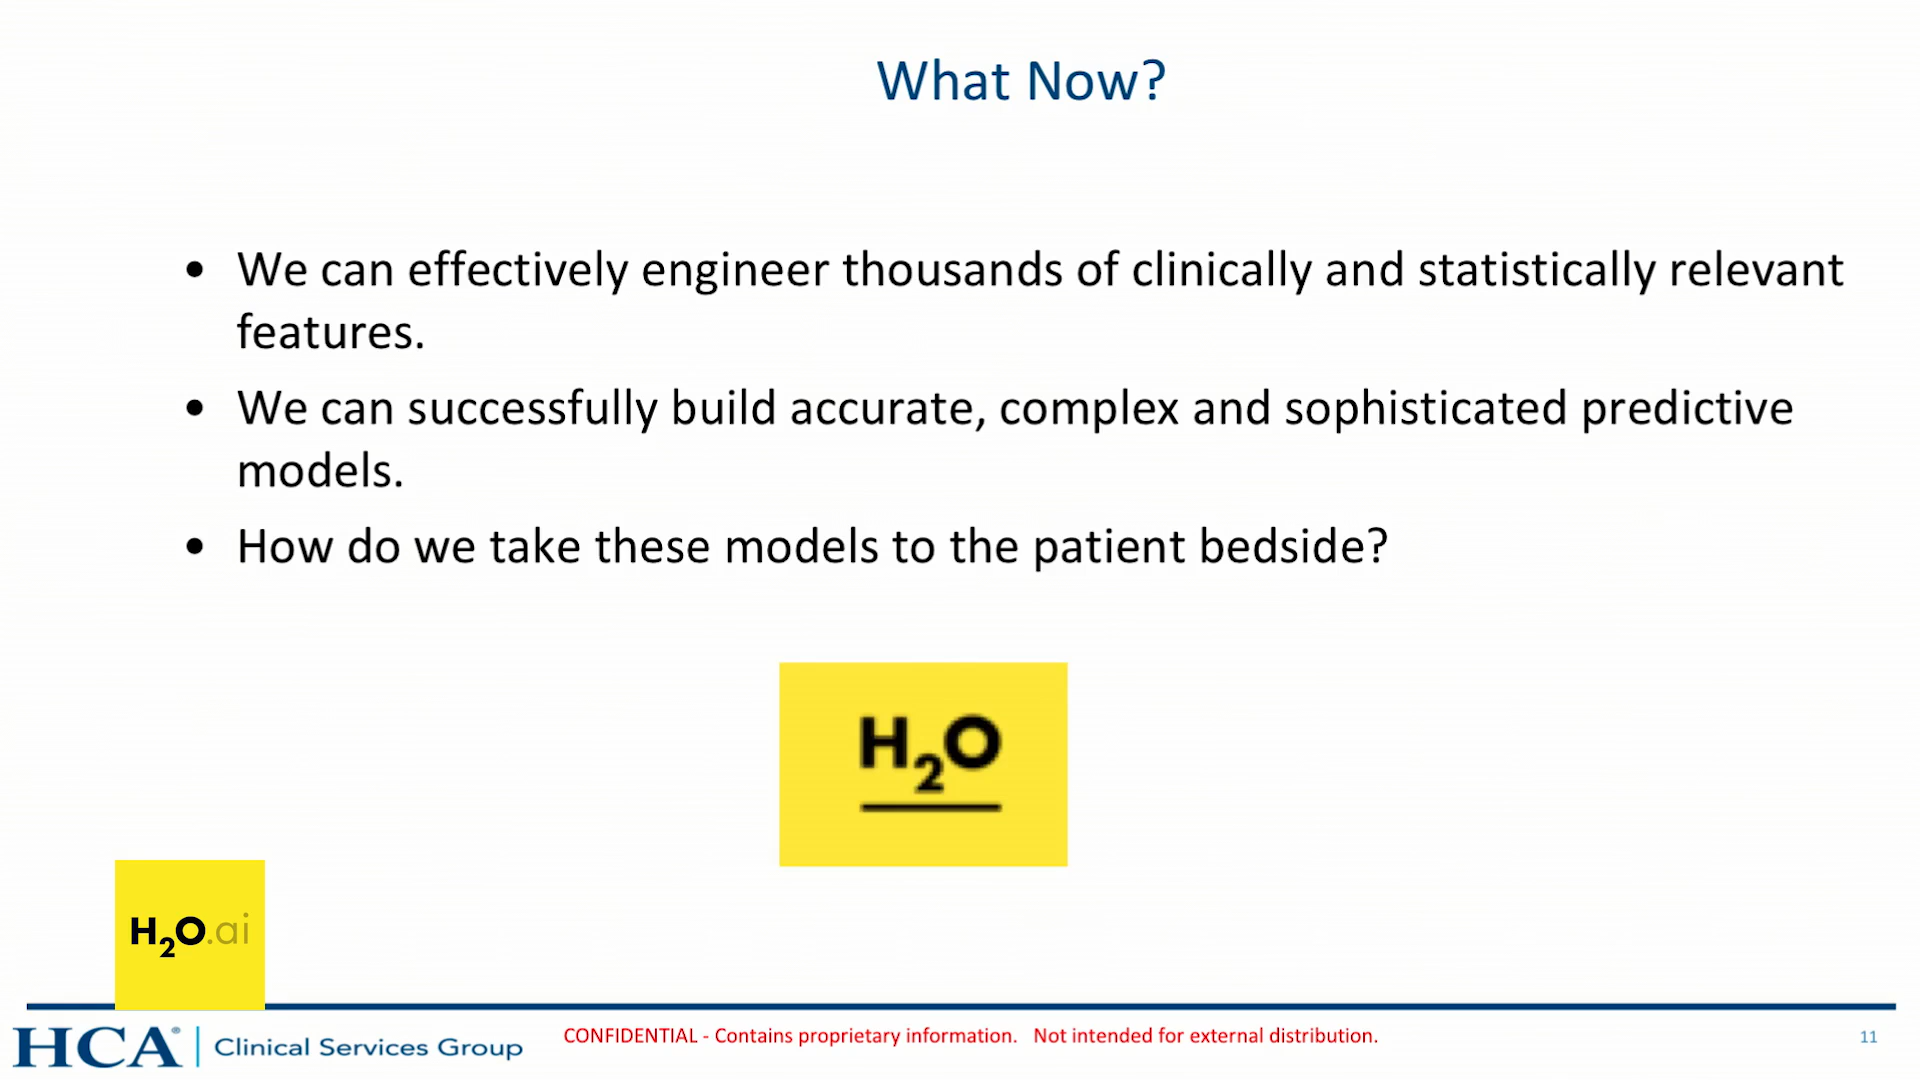 What Now?
• We can effectively engineer thousands of clinically and statistically relevant
features.
• We can successfully build accurate, complex and sophisticated predictive
models.
• How do we take these models to the patient bedside?
H2O
H2O.ai
HCA® | Clinical Services Group
CONFIDENTIAL - Contains proprietary information. Not intended for external distribution.
11